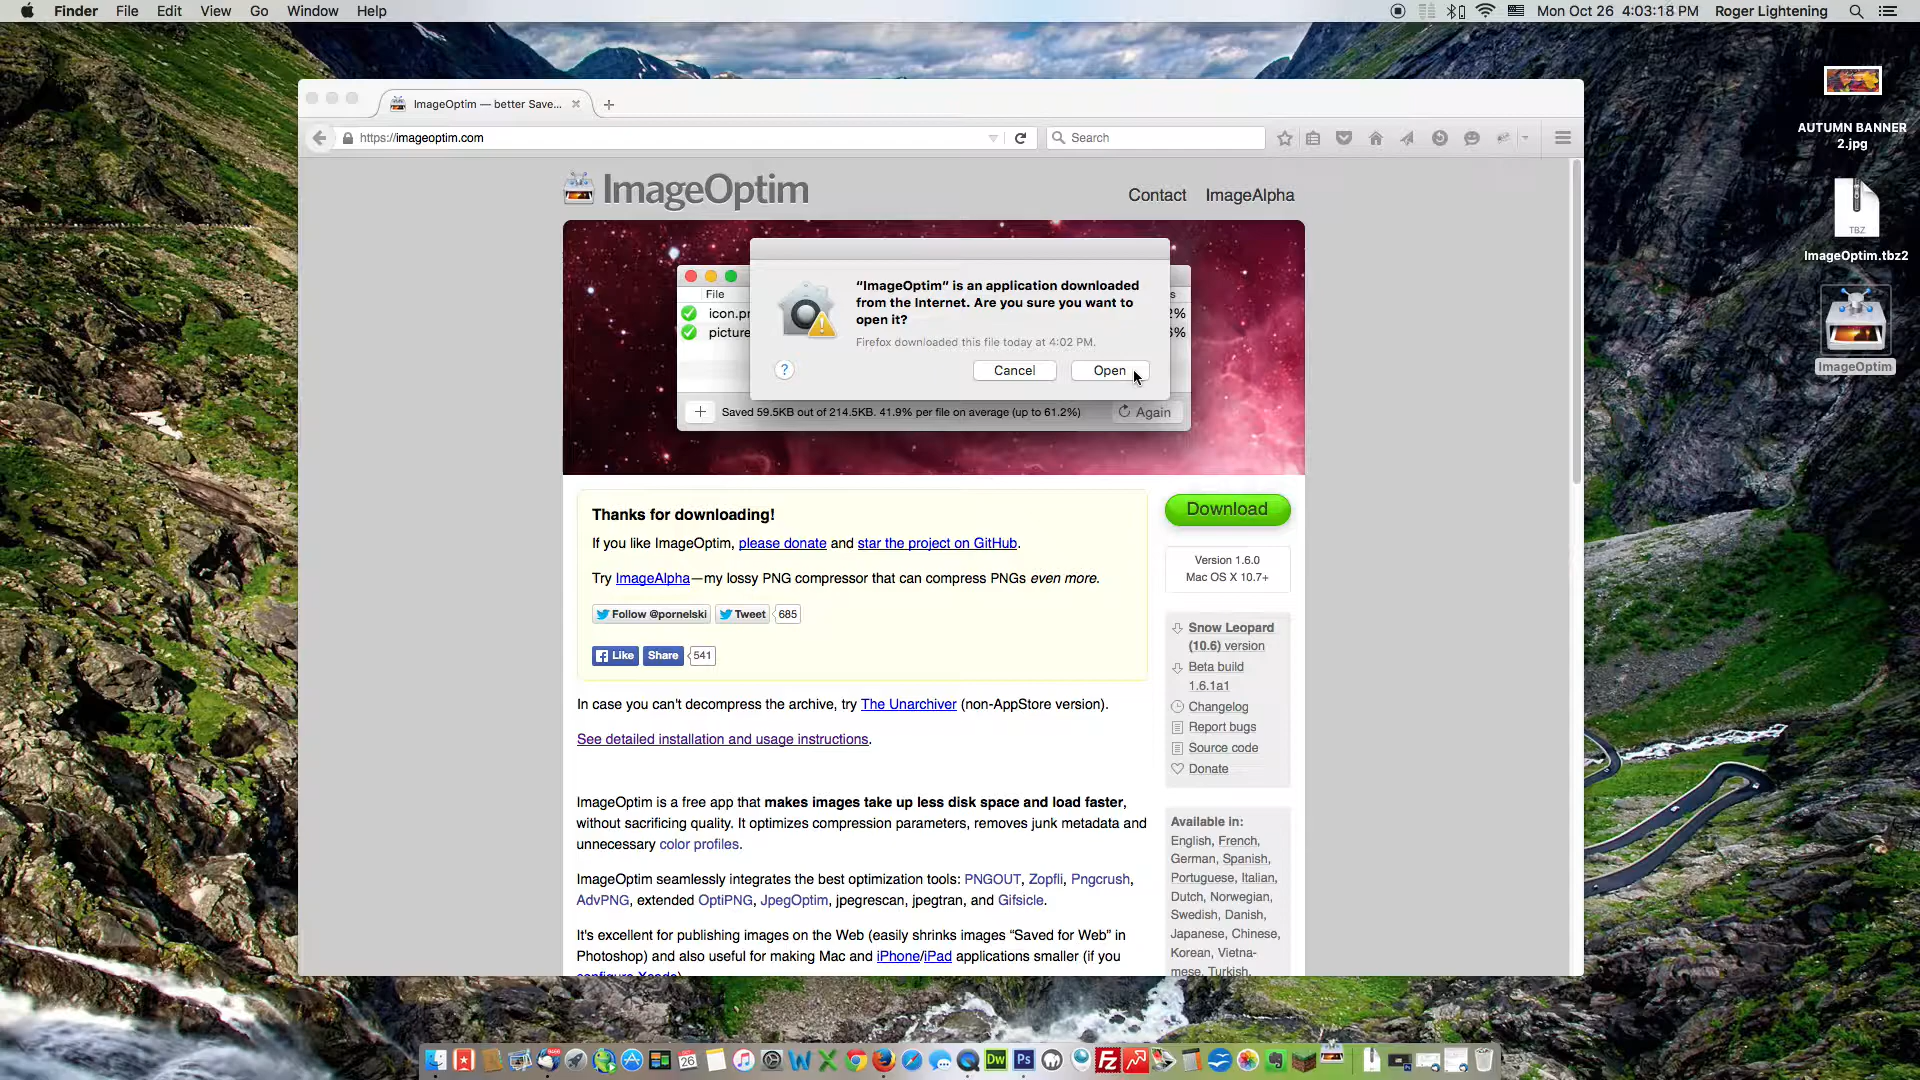 Finder File Edit View Go Window Help
Mon Oct 26 4:03:18 PM Roger Lightening
ImageOptim — better Save...
https://imageoptim.com
Search
AUTUMN BANNER
2.jpg
TBZ
ImageOptim.tbz2
ImageOptim
ImageOptim
Contact ImageAlpha
“ImageOptim” is an application downloaded
from the Internet. Are you sure you want to
open it?
Firefox downloaded this file today at 4:02 PM.
?
Cancel
Open
File
icon.pr
2%
picture
Saved 59.5KB out of 214.5KB. 41.9% per file on average (up to 61.2%)
Again
Thanks for downloading!
If you like ImageOptim, please donate and star the project on GitHub.
Try ImageAlpha—my lossy PNG compressor that can compress PNGs even more.
Follow @pornelski Tweet 685
Like Share 541
In case you can't decompress the archive, try The Unarchiver (non-AppStore version).
See detailed installation and usage instructions.
ImageOptim is a free app that makes images take up less disk space and load faster,
without sacrificing quality. It optimizes compression parameters, removes junk metadata and
unnecessary color profiles.
ImageOptim seamlessly integrates the best optimization tools: PNGOUT, Zopfli, Pngcrush,
AdvPNG, extended OptiPNG, JpegOptim, jpegrescan, jpegtran, and Gifsicle.
It's excellent for publishing images on the Web (easily shrinks images “Saved for Web” in
Photoshop) and also useful for making Mac and iPhone/iPad applications smaller (if you
Download
Version 1.6.0
Mac OS X 10.7+
Snow Leopard
(10.6) version
Beta build
1.6.1a1
Changelog
Report bugs
Source code
Donate
Available in:
English, French,
German, Spanish,
Portuguese, Italian,
Dutch, Norwegian,
Swedish, Danish,
Japanese, Chinese,
Korean, Vietna-
mese, Turkish,
26
Dw
Ps
Fz